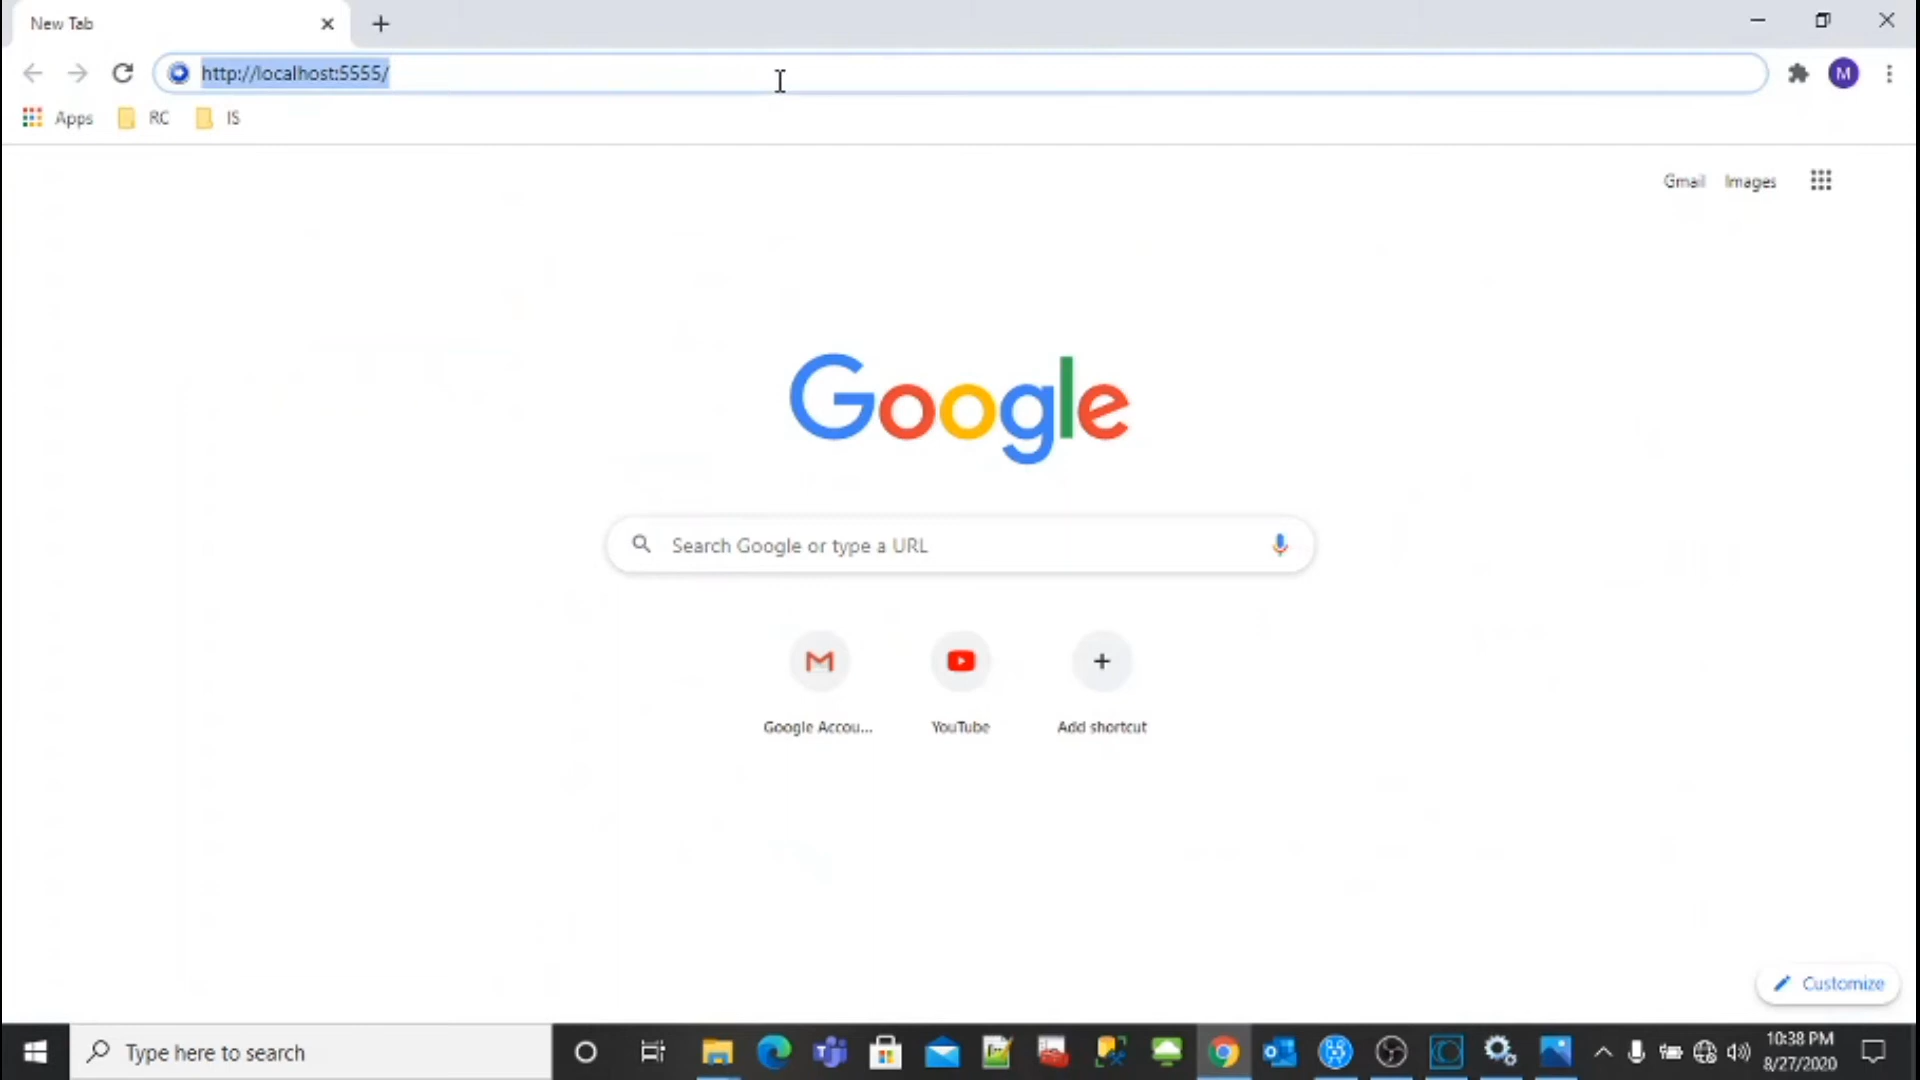 New Tab
http://localhost:5555/
M
Apps
RC
IS
Gmail
Images
Google
Search Google or type a URL
Google Accou...
YouTube
Add shortcut
Customize
Type here to search
10:38 PM
8/27/2020